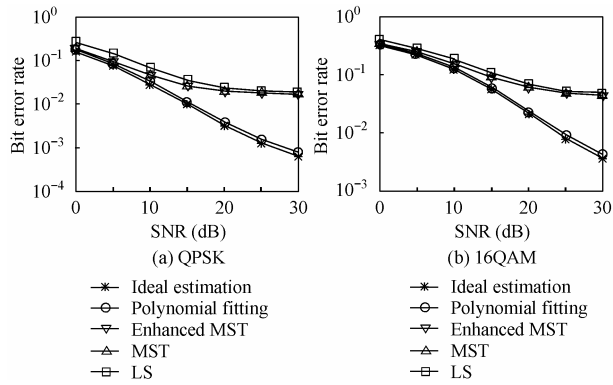 Bit error rate
10^0
10^-1
10^-2
10^-3
10^-4
0 10 20 30
SNR (dB)
(a) QPSK
Ideal estimation
Polynomial fitting
Enhanced MST
MST
LS
Bit error rate
10^0
10^-1
10^-2
10^-3
0 10 20 30
SNR (dB)
(b) 16QAM
Ideal estimation
Polynomial fitting
Enhanced MST
MST
LS